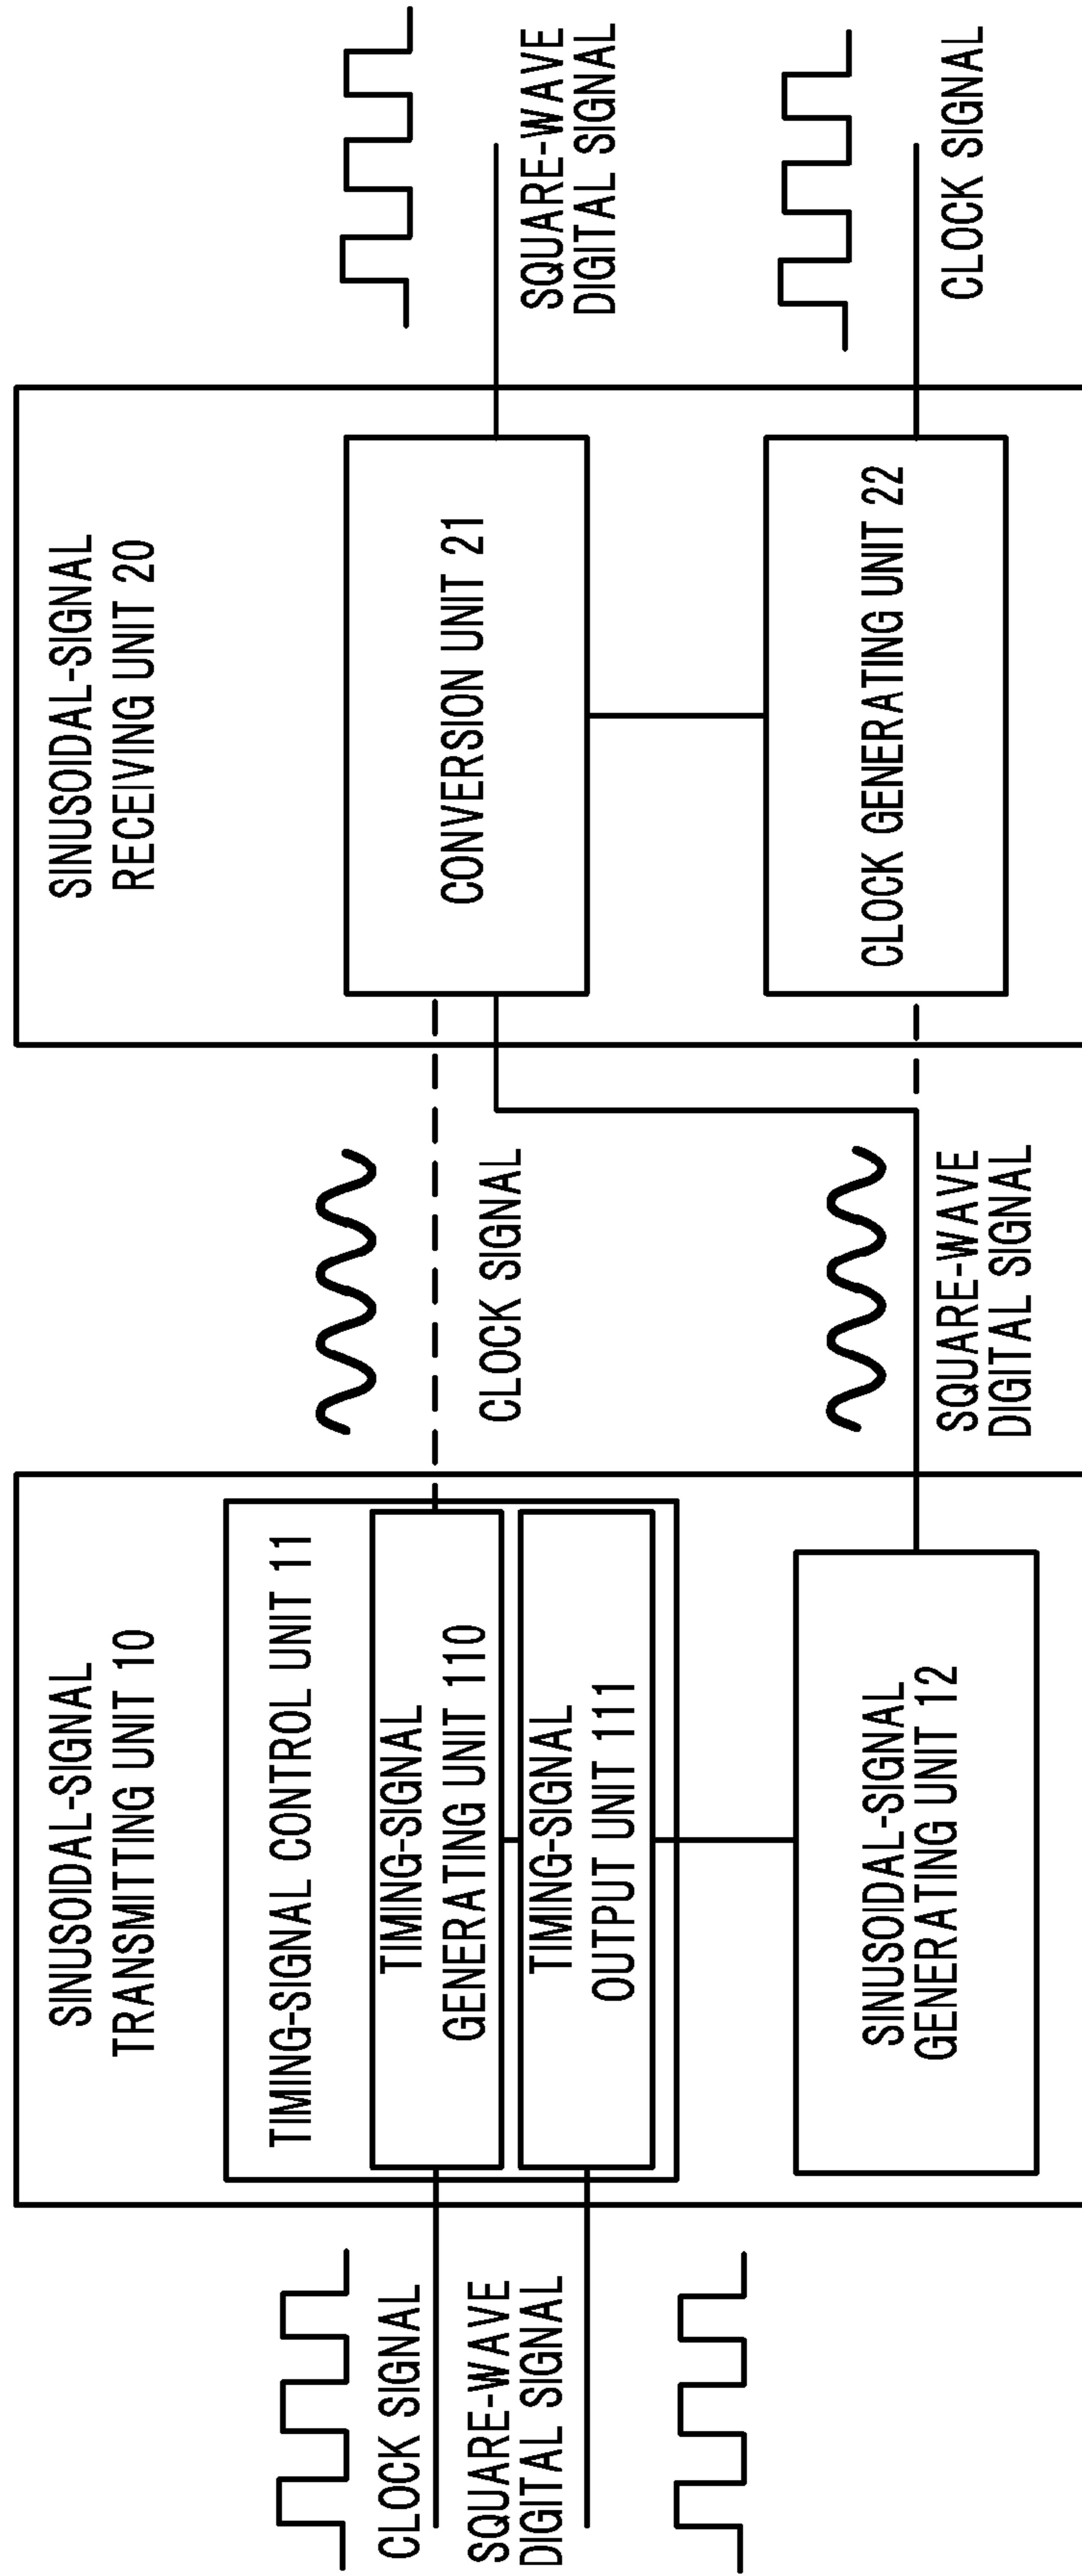 CLOCK SIGNAL
SQUARE-WAVE
DIGITAL SIGNAL
SINUSOIDAL-SIGNAL
TRANSMITTING UNIT 10
TIMING-SIGNAL CONTROL UNIT 11
TIMING-SIGNAL
GENERATING UNIT 110
TIMING-SIGNAL
OUTPUT UNIT 111
SINUSOIDAL-SIGNAL
GENERATING UNIT 12
CLOCK SIGNAL
SQUARE-WAVE
DIGITAL SIGNAL
SINUSOIDAL-SIGNAL
RECEIVING UNIT 20
CONVERSION UNIT 21
CLOCK GENERATING UNIT 22
SQUARE-WAVE
DIGITAL SIGNAL
CLOCK SIGNAL